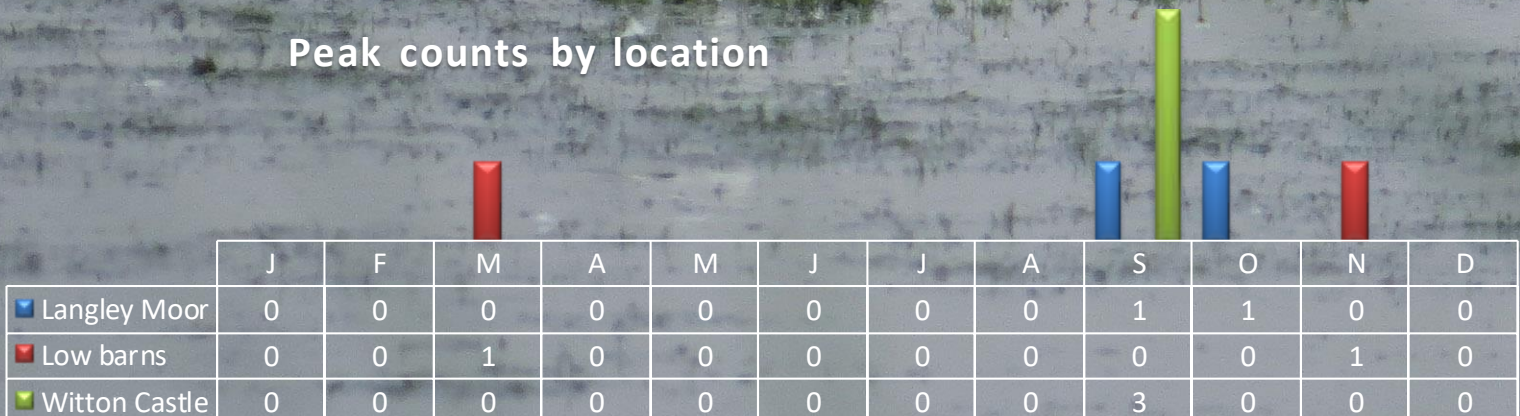 Peak counts by location
J F M A M J J A S O N D
Langley Moor 0 0 0 0 0 0 0 0 1 1 0 0
Low barns 0 0 1 0 0 0 0 0 0 0 1 0
Witton Castle 0 0 0 0 0 0 0 0 3 0 0 0